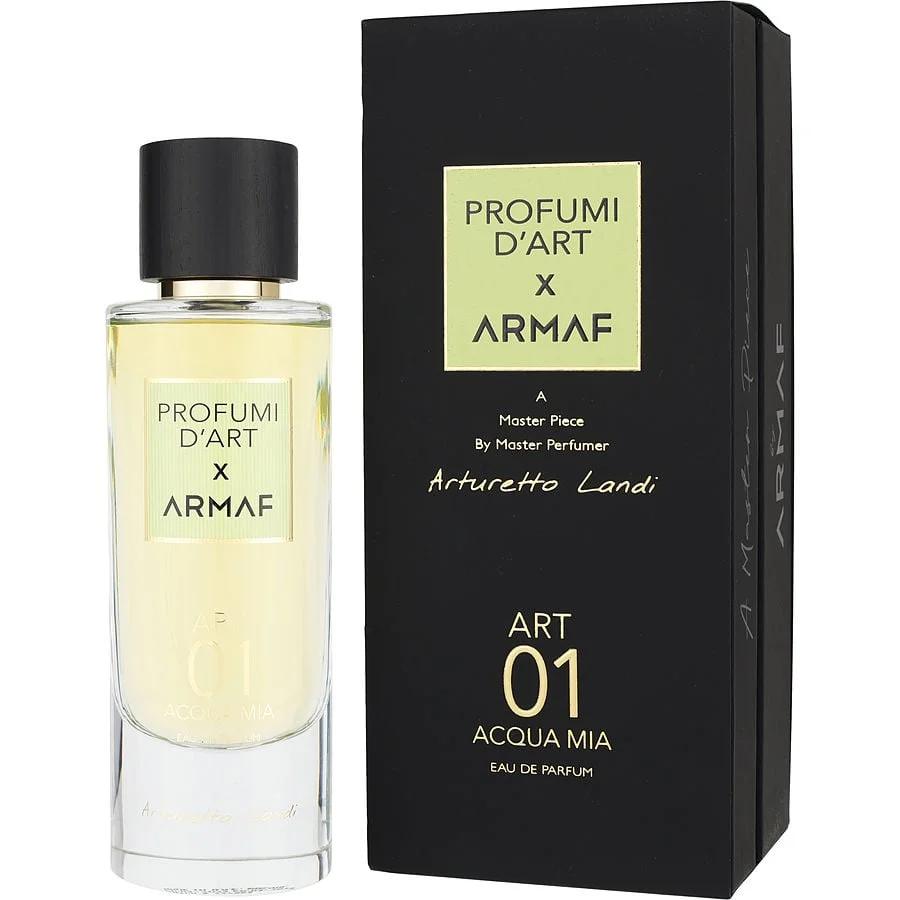 PROFUMI
D'ART
X
ARMAF
ART
01
ACQUA MIA
Arturetto Landi
PROFUMI
D'ART
X
ARMAF
A
Master Piece
By Master Perfumer
Arturetto Landi
ART
01
ACQUA MIA
EAU DE PARFUM
A Master Piece
ARMAF